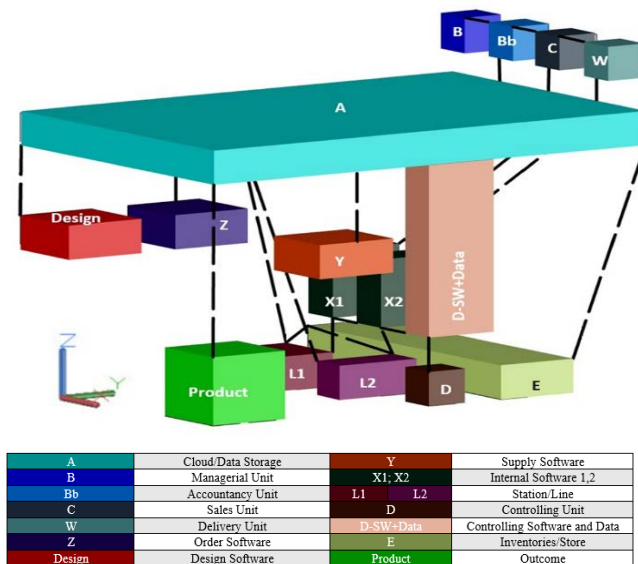 B
Bb
C
W
A
Design
Z
Y
X1
X2
D-SW+Data
Z
Y
X
L1
L2
Product
D
E
A Cloud/Data Storage Y Supply Software
B Managerial Unit X1; X2 Internal Software 1,2
Bb Accountancy Unit L1 L2 Station/Line
C Sales Unit D Controlling Unit
W Delivery Unit D-SW+Data Controlling Software and Data
Z Order Software E Inventories/Store
Design Design Software Product Outcome